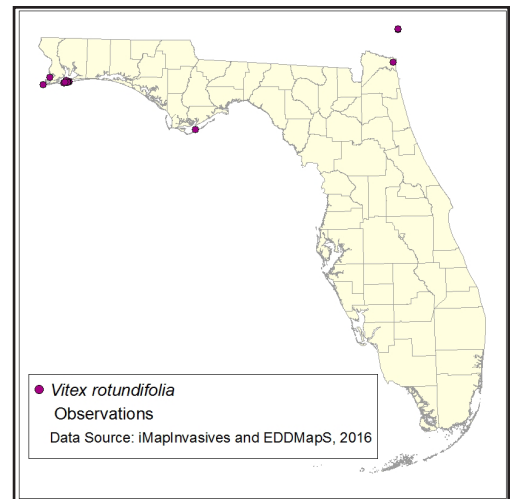 Vitex rotundifolia
Observations
Data Source: iMapInvasives and EDDMapS, 2016